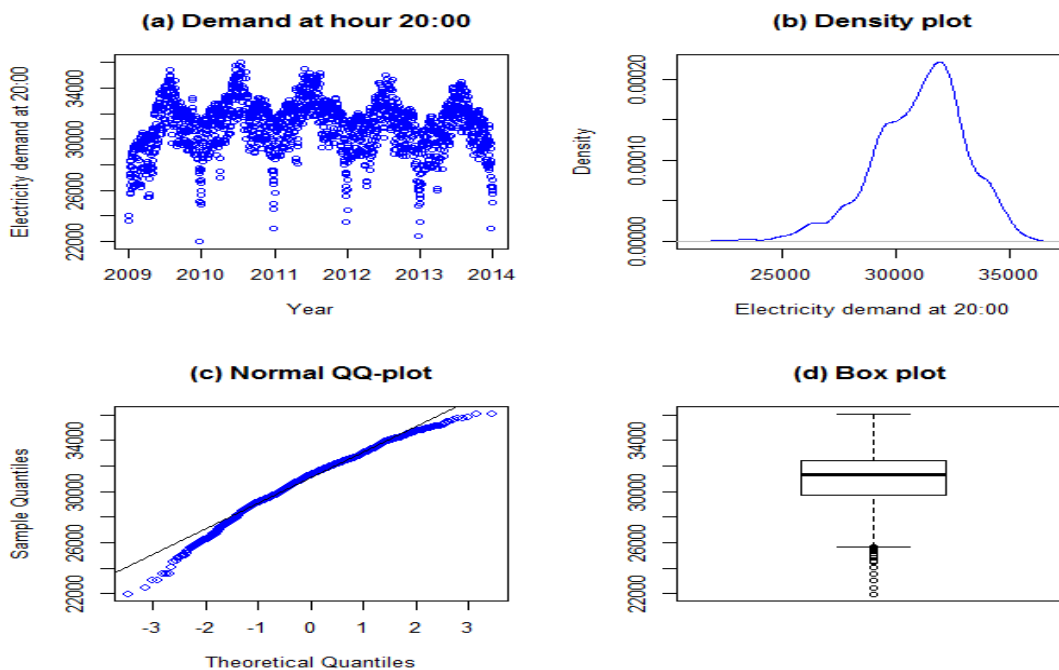 (a) Demand at hour 20:00
Electricity demand at 20:00
22000 26000 30000 34000
2009 2010 2011 2012 2013 2014
Year
(b) Density plot
Density
0.00000 0.00010 0.00020
25000 30000 35000
Electricity demand at 20:00
(c) Normal QQ-plot
Sample Quantiles
22000 26000 30000 34000
-3 -2 -1 0 1 2 3
Theoretical Quantiles
(d) Box plot
22000 26000 30000 34000